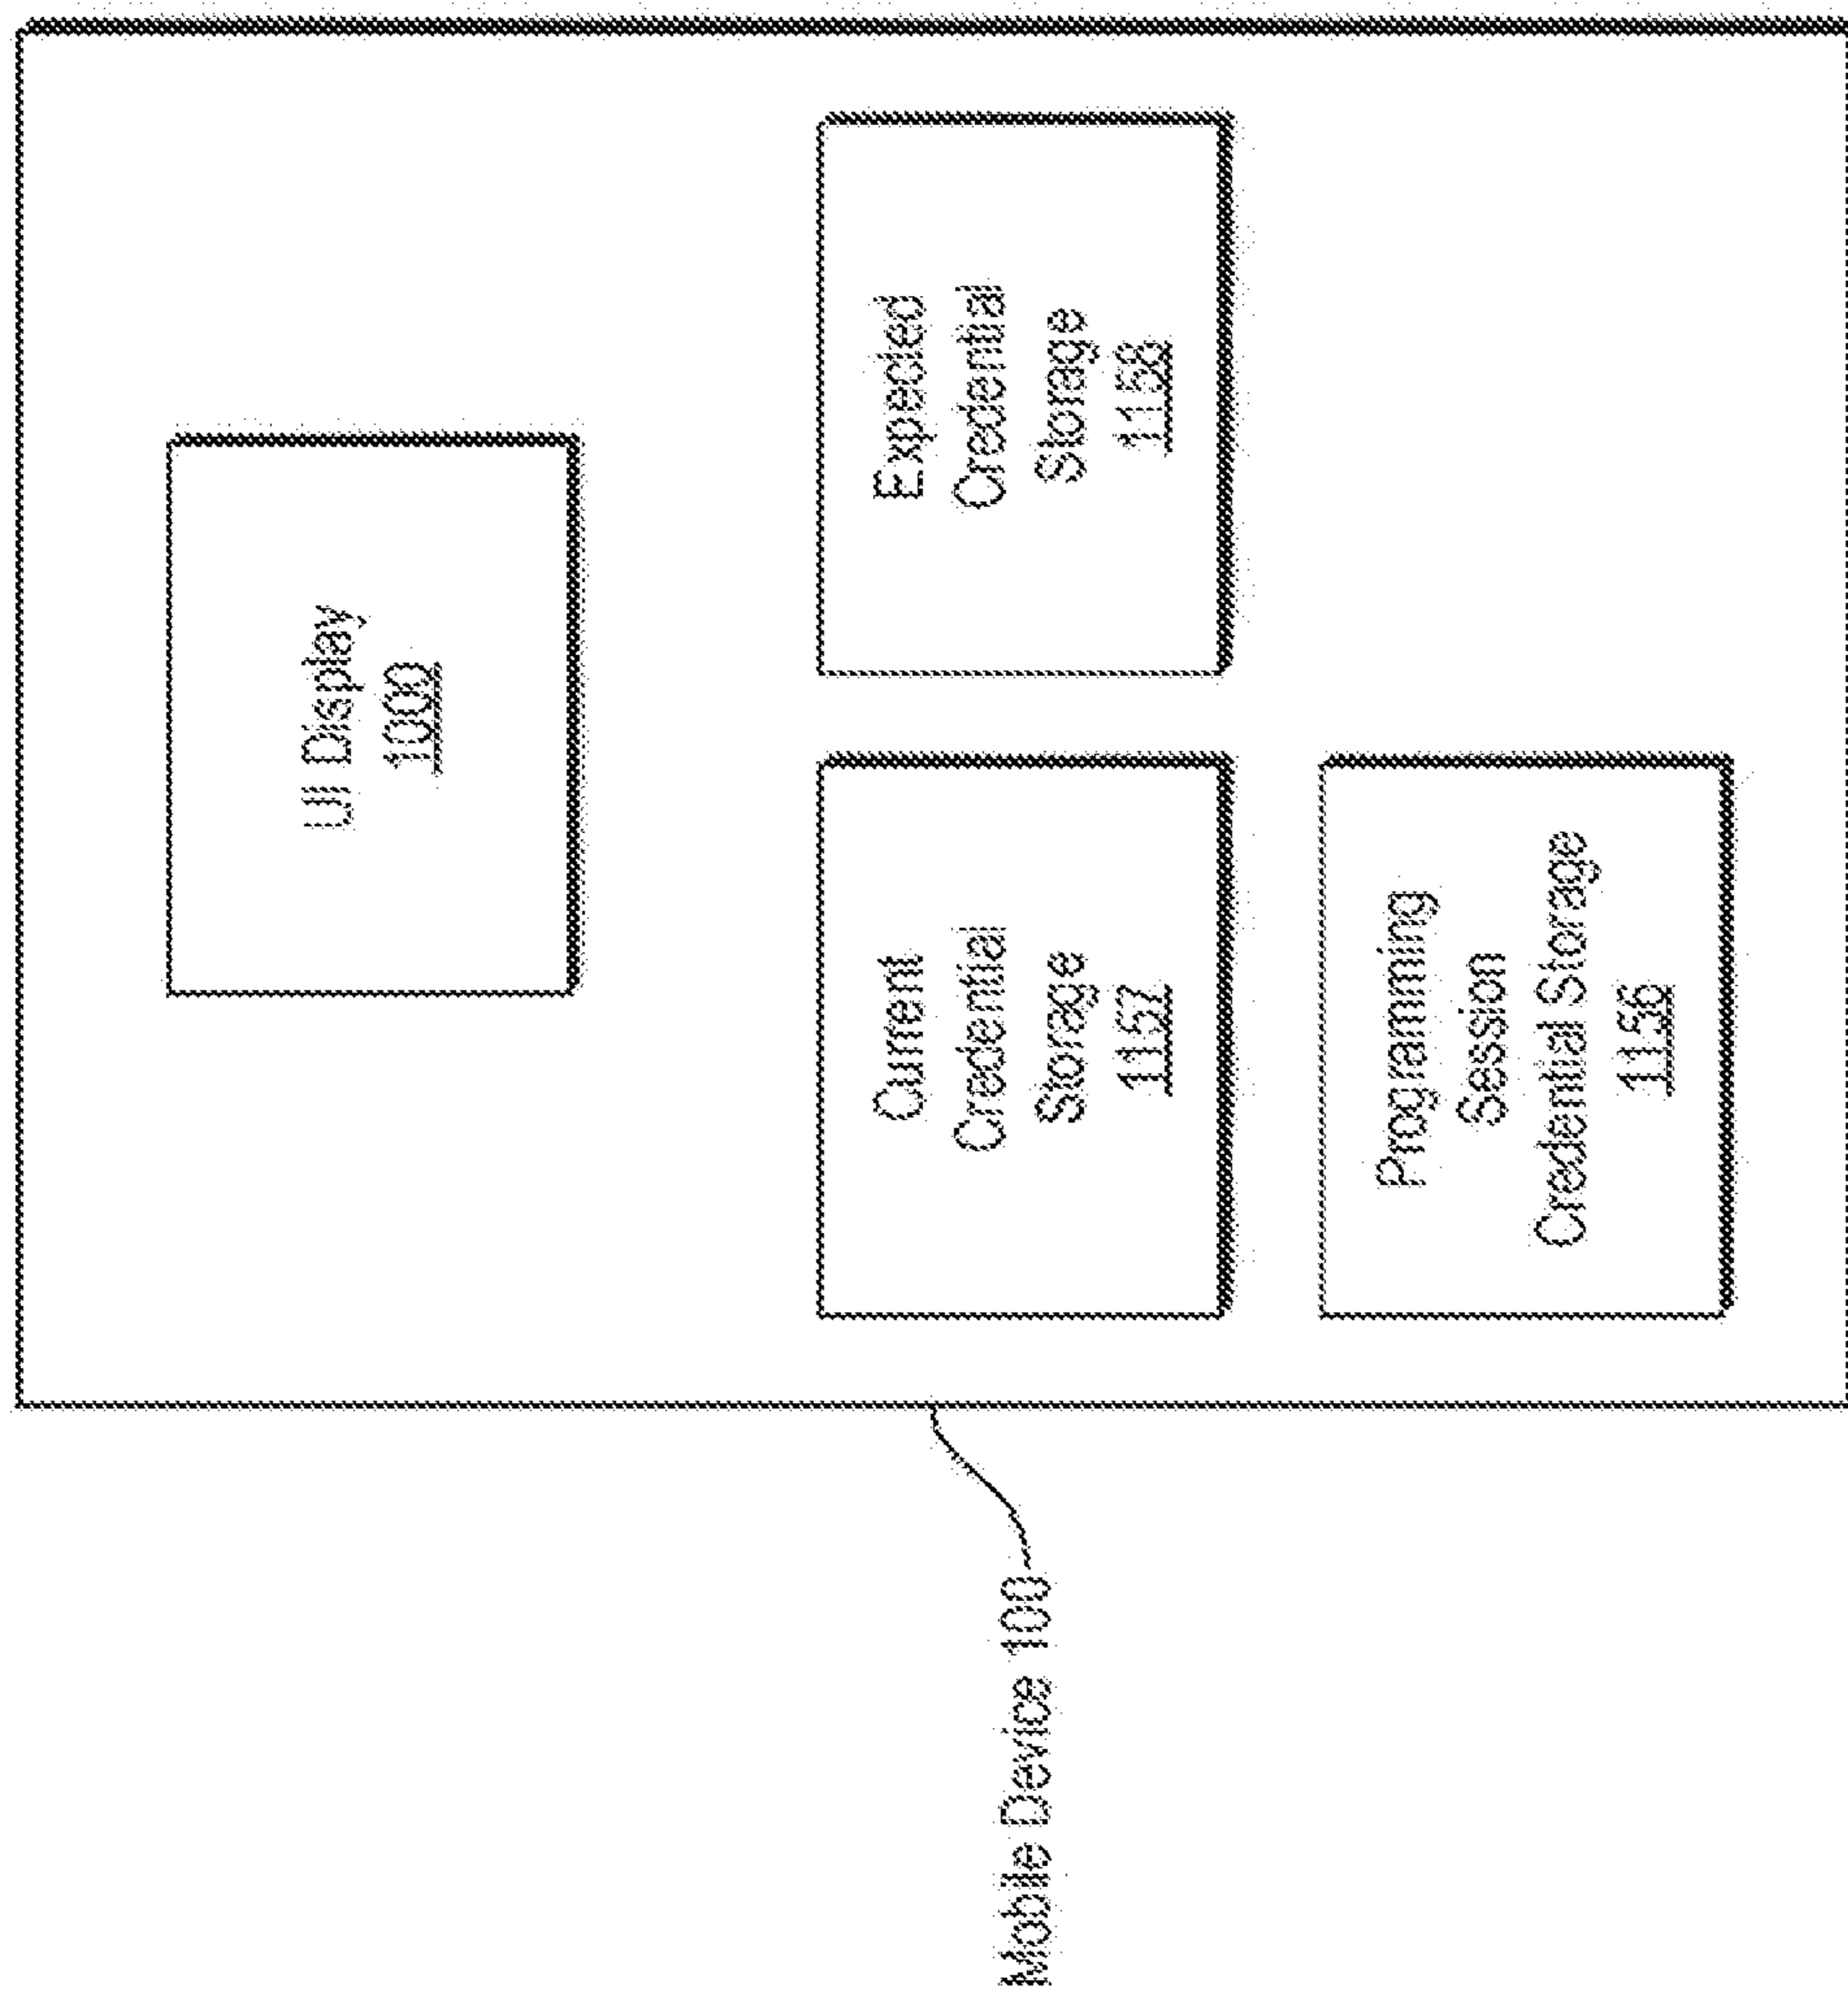 UI Display
1000
Mobile Device 100
Current
Credential
Storage
1157
Expected
Credential
Storage
1158
Programming
Session
Credential Storage
1156